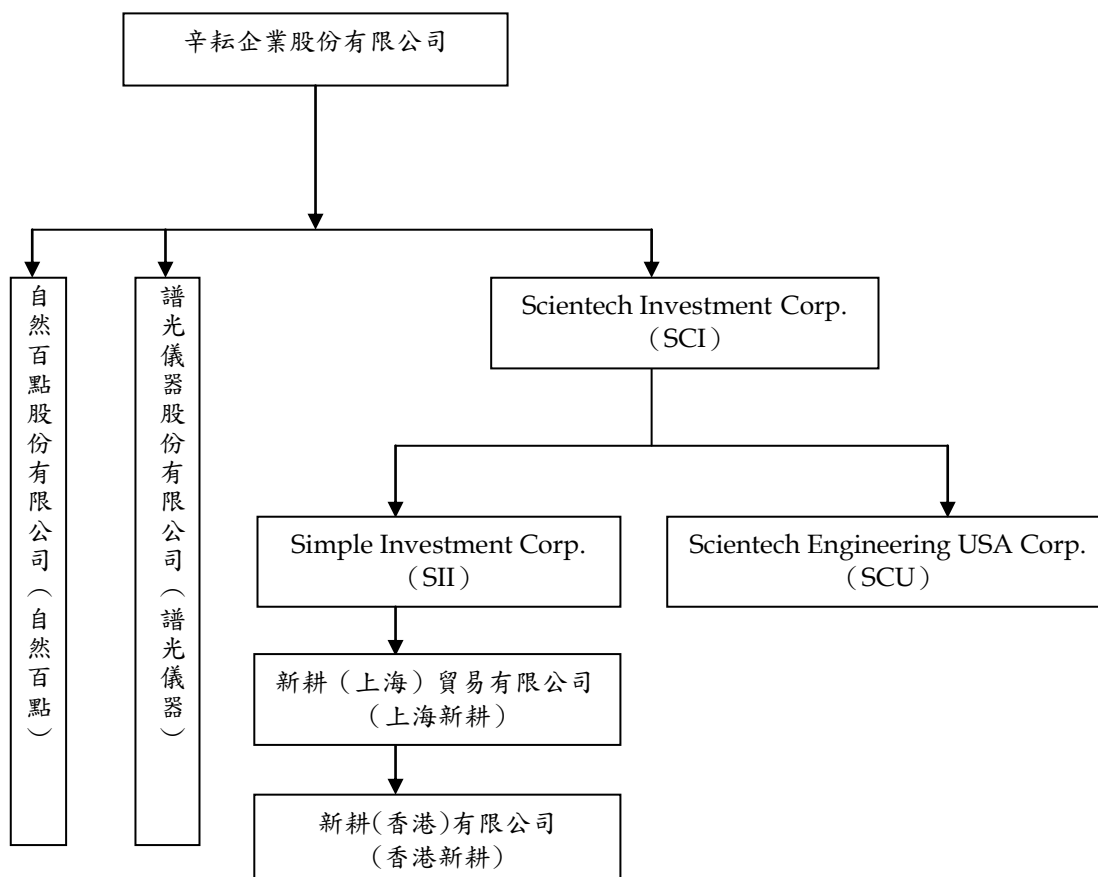 辛耘企業股份有限公司
自然百點股份有限公司（自然百點）
譜光儀器股份有限公司（譜光儀器）
Scientech Investment Corp.
（SCI）
Simple Investment Corp.
（SII）
Scientech Engineering USA Corp.
（SCU）
新耕（上海）貿易有限公司
（上海新耕）
新耕(香港)有限公司
(香港新耕)